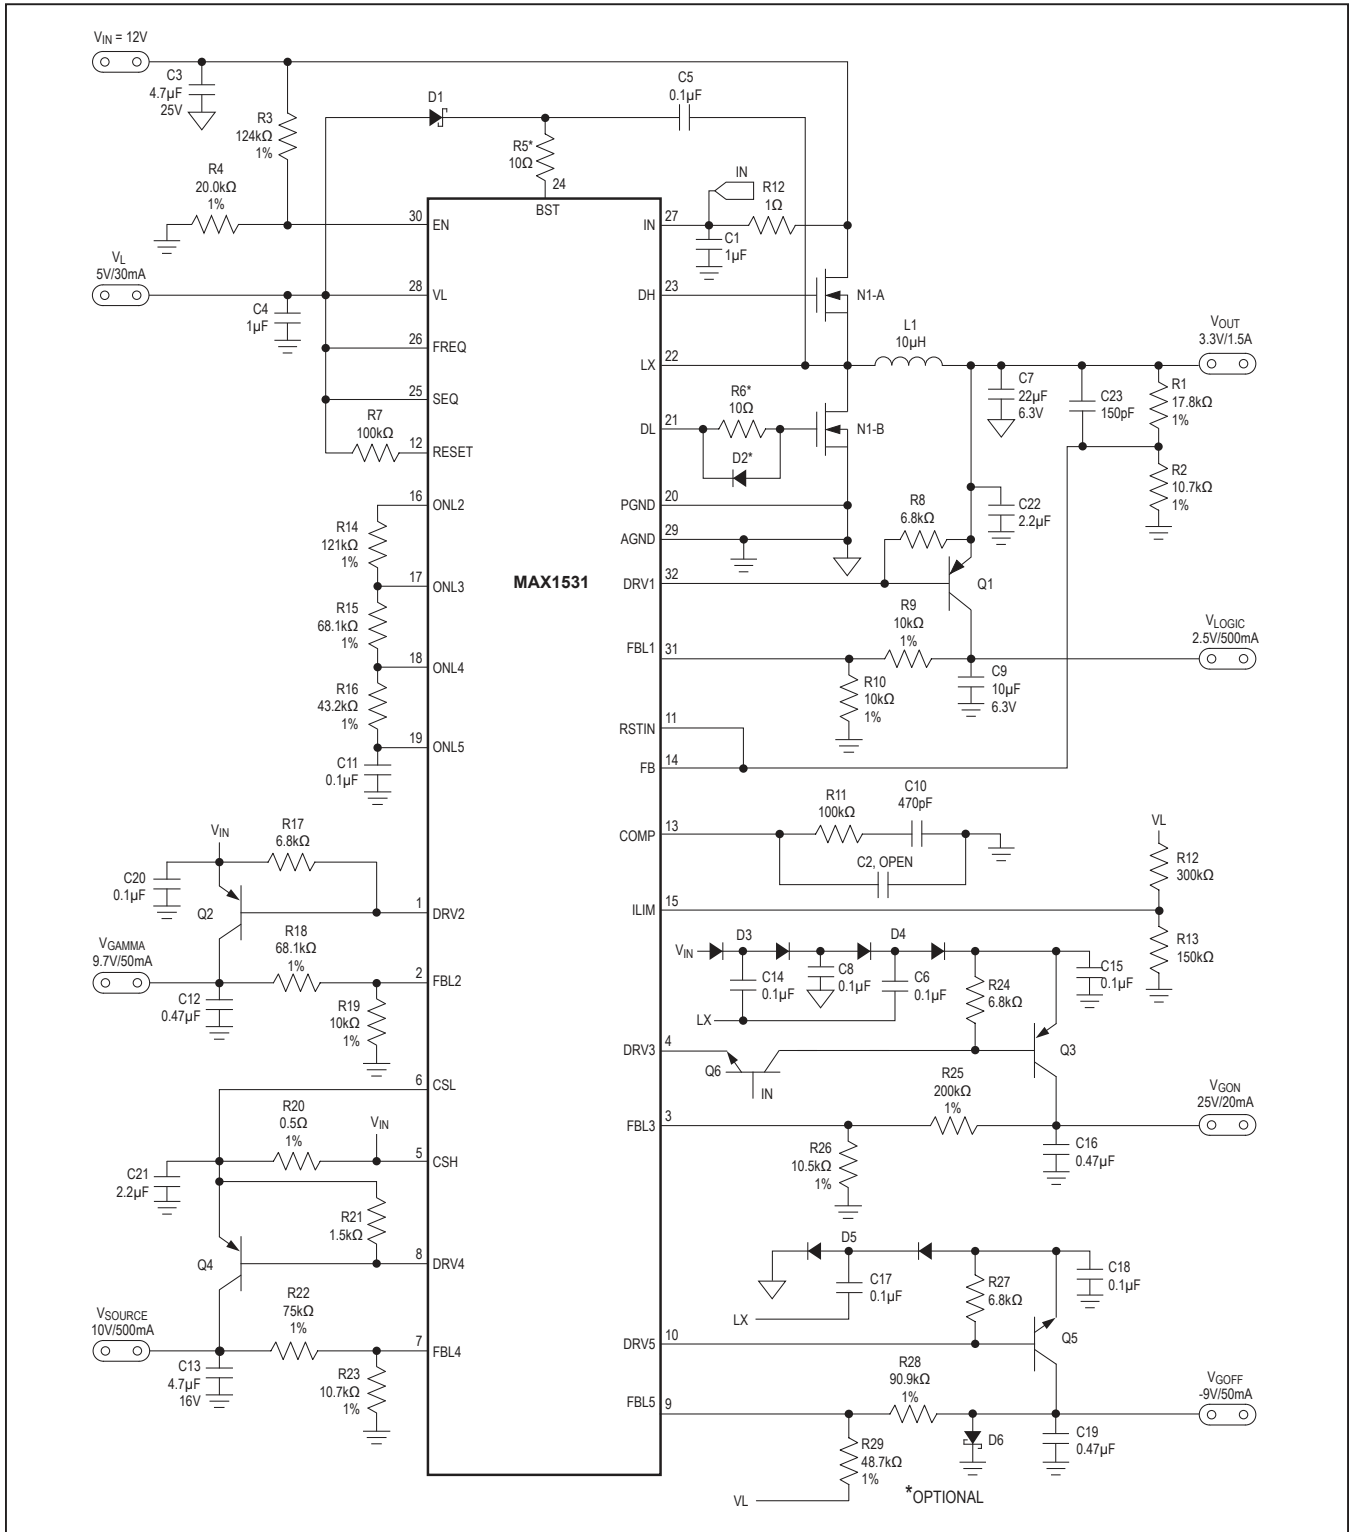 VIN = 12V
C3
4.7µF
25V
R3
124kΩ
1%
D1
C5
0.1µF
R5*
10Ω
24
BST
R4
20.0kΩ
1%
30
EN
IN
27
IN
R12
1Ω
C1
1µF
VL
5V/30mA
28
VL
C4
1µF
DH
23
N1-A
26
FREQ
LX
22
L1
10µH
VOUT
3.3V/1.5A
25
SEQ
C7
22µF
6.3V
C23
150pF
R1
17.8kΩ
1%
R7
100kΩ
12
RESET
DL
21
R6*
10Ω
D2*
N1-B
R2
10.7kΩ
1%
16
ONL2
PGND
20
R8
6.8kΩ
C22
2.2µF
R14
121kΩ
1%
AGND
29
17
ONL3
MAX1531
DRV1
32
Q1
R15
68.1kΩ
1%
R9
10kΩ
1%
VLOGIC
2.5V/500mA
18
ONL4
FBL1
31
R16
43.2kΩ
1%
R10
10kΩ
1%
C9
10µF
6.3V
19
ONL5
RSTIN
11
C11
0.1µF
FB
14
R11
100kΩ
C10
470pF
COMP
13
C2, OPEN
VL
R12
300kΩ
VIN
R17
6.8kΩ
C20
0.1µF
Q2
1
DRV2
ILIM
15
R13
150kΩ
VGAMMA
9.7V/50mA
R18
68.1kΩ
1%
2
FBL2
VIN
D3
D4
C14
0.1µF
C8
0.1µF
C6
0.1µF
R24
6.8kΩ
C15
0.1µF
C12
0.47µF
R19
10kΩ
1%
LX
DRV3
4
Q6
IN
Q3
6
CSL
R25
200kΩ
1%
VGON
25V/20mA
R20
0.5Ω
1%
VIN
FBL3
3
5
CSH
R26
10.5kΩ
1%
C16
0.47µF
C21
2.2µF
R21
1.5kΩ
Q4
8
DRV4
D5
C17
0.1µF
R27
6.8kΩ
C18
0.1µF
LX
VSOURCE
10V/500mA
R22
75kΩ
1%
7
FBL4
DRV5
10
Q5
C13
4.7µF
16V
R23
10.7kΩ
1%
R28
90.9kΩ
1%
VGOFF
-9V/50mA
FBL5
9
R29
48.7kΩ
1%
D6
C19
0.47µF
VL
*OPTIONAL